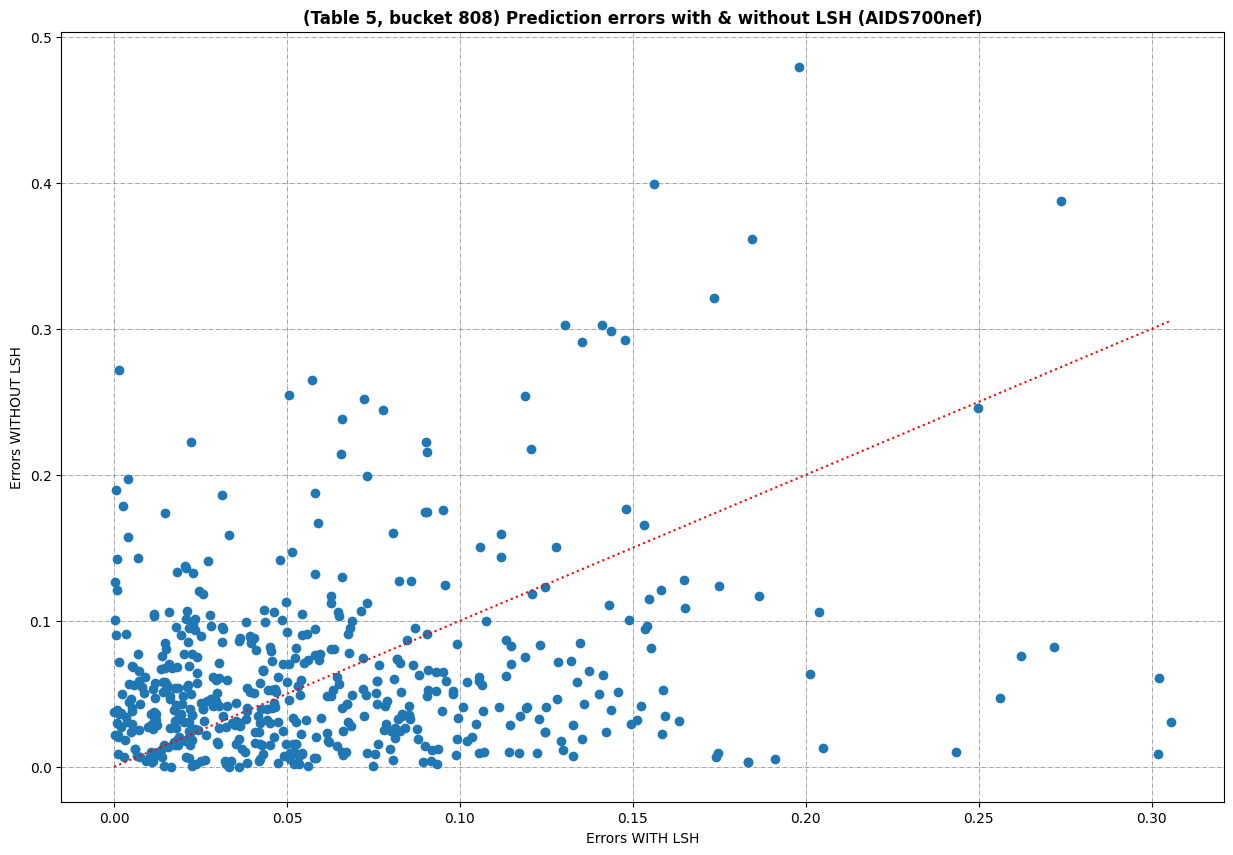 (Table 5, bucket 808) Prediction errors with & without LSH (AIDS700nef)
0.5
0.4
0.3
0.2
0.1
0.0
Errors WITHOUT LSH
0.00 0.05 0.10 0.15 0.20 0.25 0.30
Errors WITH LSH